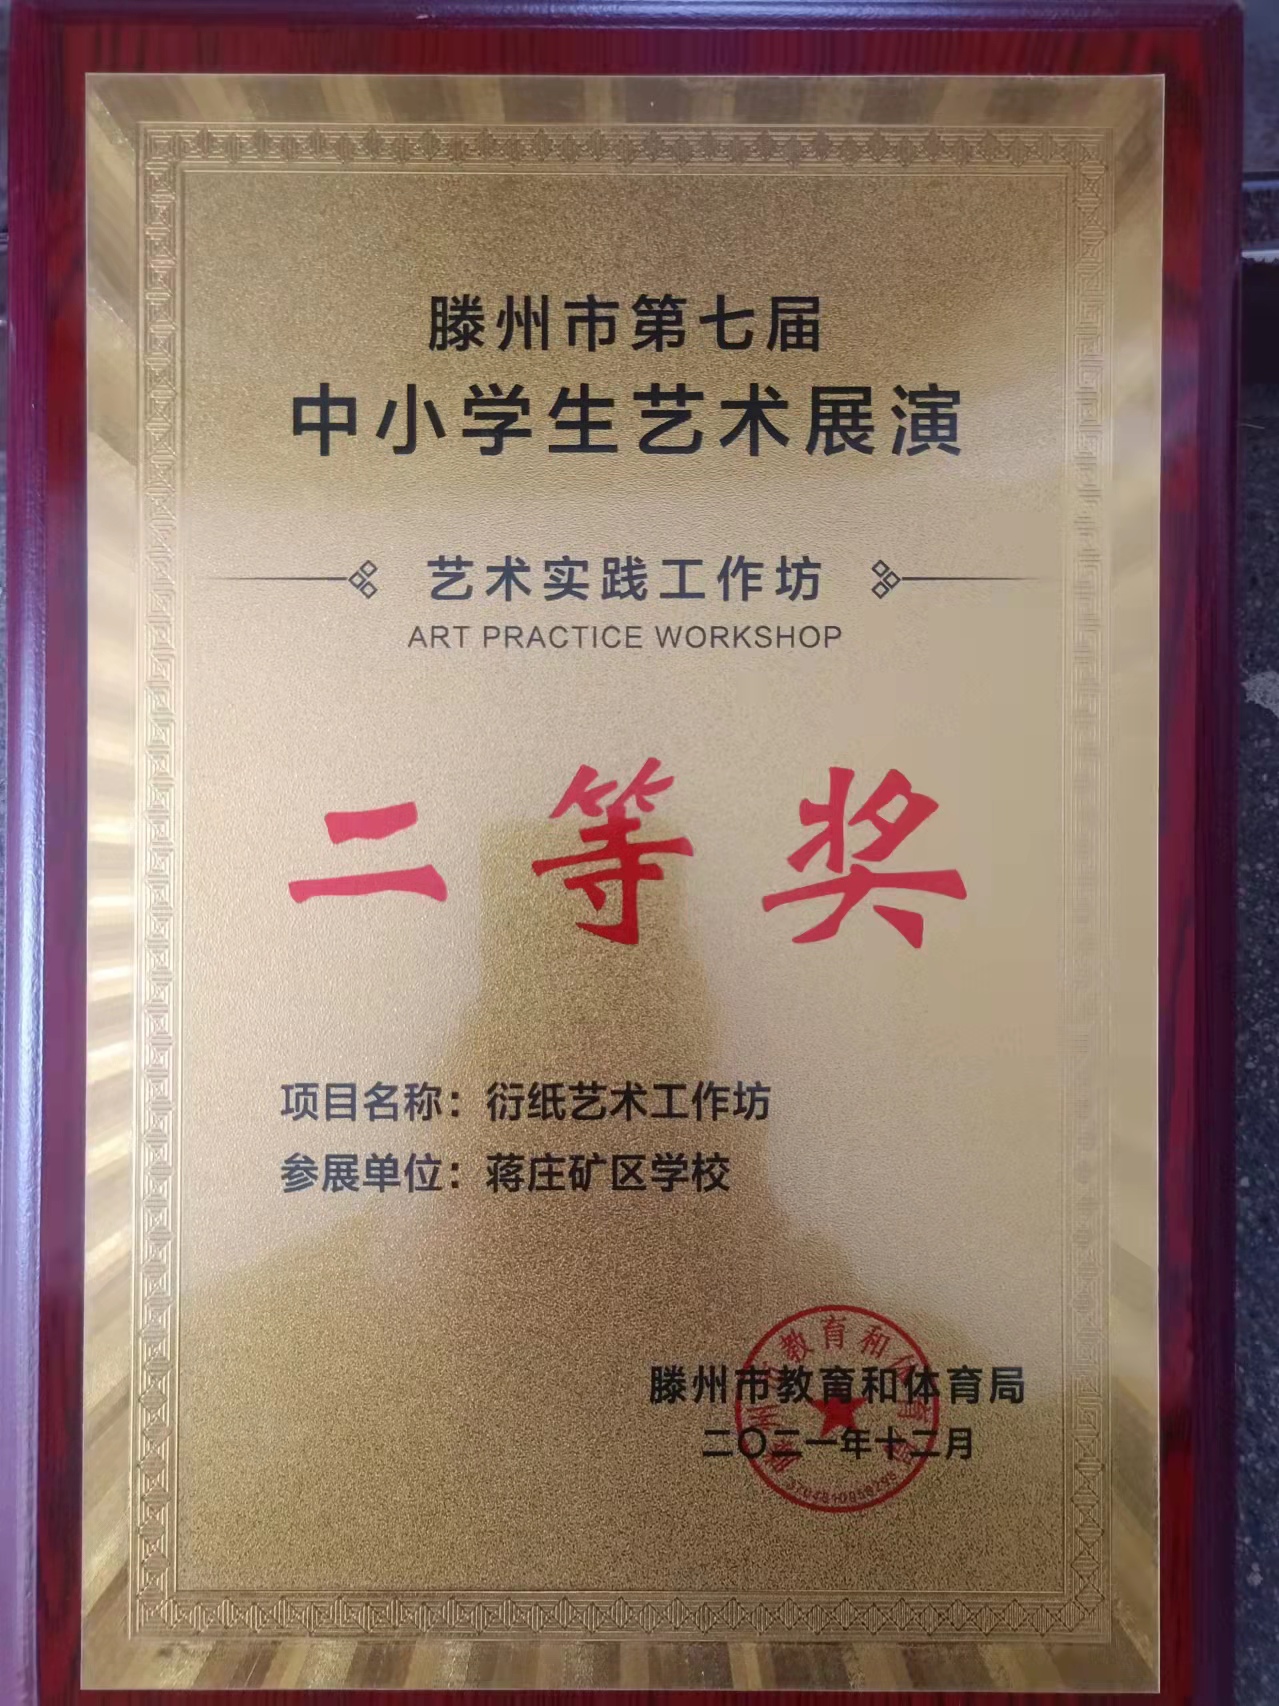 滕州市第七届
中小学生艺术展演
艺术实践工作坊
ART PRACTICE WORKSHOP
二等奖
项目名称：衍纸艺术工作坊
参展单位：蒋庄矿区学校
滕州市教育和体育局
二〇二一年十二月